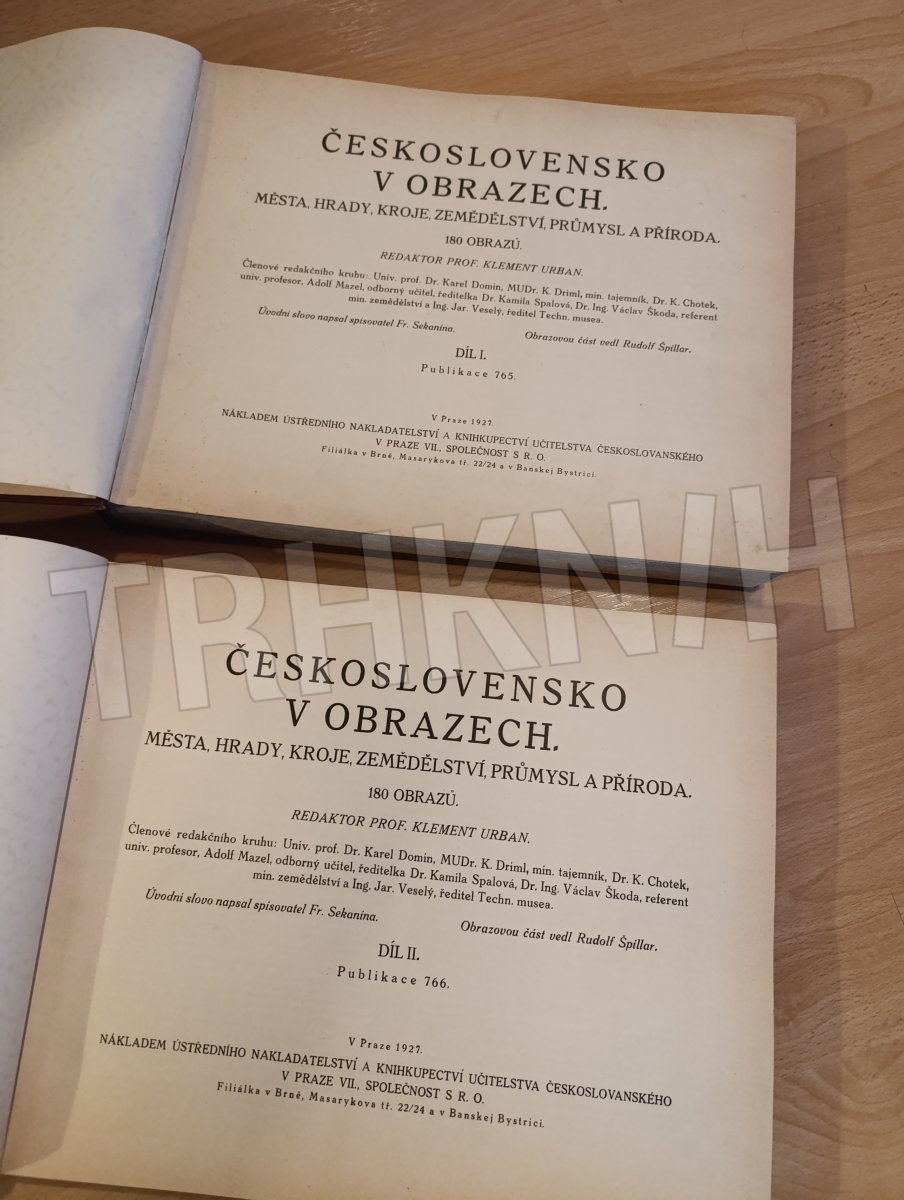 ČESKOSLOVENSKO
V OBRAZECH.
MĚSTA, HRADY, KROJE, ZEMĚDĚLSTVÍ, PRŮMYSL A PŘÍRODA.
180 OBRAZŮ.
REDAKTOR PROF. KLEMENT URBAN.
Členové redakčního kruhu: Univ. prof. Dr. Karel Domin, MUDr. K. Driml, min. tajemník, Dr. K. Chotek,
univ. profesor, Adolf Mazel, odborný učitel, ředitelka Dr. Kamila Spalová, Dr. Ing. Václav Škoda, referent
min. zemědělství a Ing. Jar. Veselý, ředitel Techn. musea.
Úvodní slovo napsal spisovatel Fr. Sekanina.
Obrazovou část vedl Rudolf Špillar.
DÍL I.
Publikace 765.
V Praze 1927.
NÁKLADEM ÚSTŘEDNÍHO NAKLADATELSTVÍ A KNIHKUPECTVÍ UČITELSTVA ČESKOSLOVANSKÉHO
V PRAZE VII., SPOLEČNOST S R. O.
Filiálka v Brně, Masarykova tř. 22/24 a v Banskej Bystrici.
TRHKNIH
ČESKOSLOVENSKO
V OBRAZECH.
MĚSTA, HRADY, KROJE, ZEMĚDĚLSTVÍ, PRŮMYSL A PŘÍRODA.
180 OBRAZŮ.
REDAKTOR PROF. KLEMENT URBAN.
Členové redakčního kruhu: Univ. prof. Dr. Karel Domin, MUDr. K. Driml, min. tajemník, Dr. K. Chotek,
univ. profesor, Adolf Mazel, odborný učitel, ředitelka Dr. Kamila Spalová, Dr. Ing. Václav Škoda, referent
min. zemědělství a Ing. Jar. Veselý, ředitel Techn. musea.
Úvodní slovo napsal spisovatel Fr. Sekanina.
Obrazovou část vedl Rudolf Špillar.
DÍL II.
Publikace 766.
V Praze 1927.
NÁKLADEM ÚSTŘEDNÍHO NAKLADATELSTVÍ A KNIHKUPECTVÍ UČITELSTVA ČESKOSLOVANSKÉHO
V PRAZE VII., SPOLEČNOST S R. O.
Filiálka v Brně, Masarykova tř. 22/24 a v Banskej Bystrici.